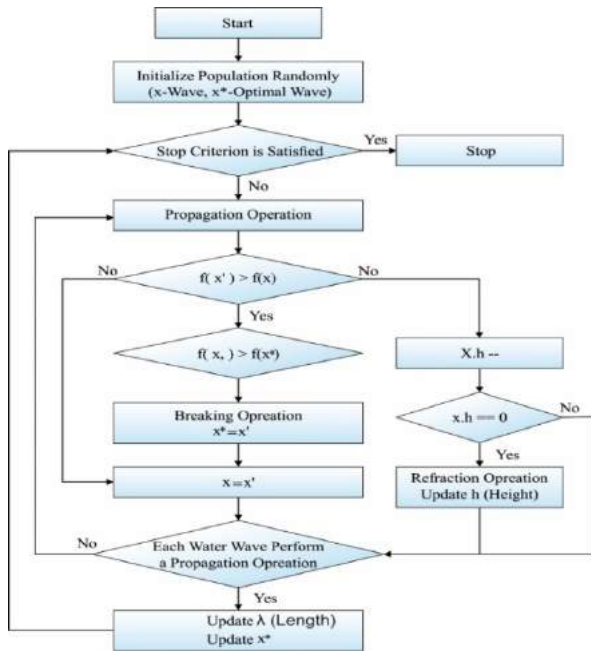 Start
Initialize Population Randomly
(x-Wave, x*-Optimal Wave)
Stop Criterion is Satisfied
Yes
Stop
No
Propagation Operation
No
f( x' ) > f(x)
No
Yes
f( x, ) > f(x*)
X.h --
Breaking Opreation
x*=x'
x.h == 0
No
Yes
x=x'
Refraction Opreation
Update h (Height)
No
Each Water Wave Perform
a Propagation Opreation
Yes
Update λ (Length)
Update x*